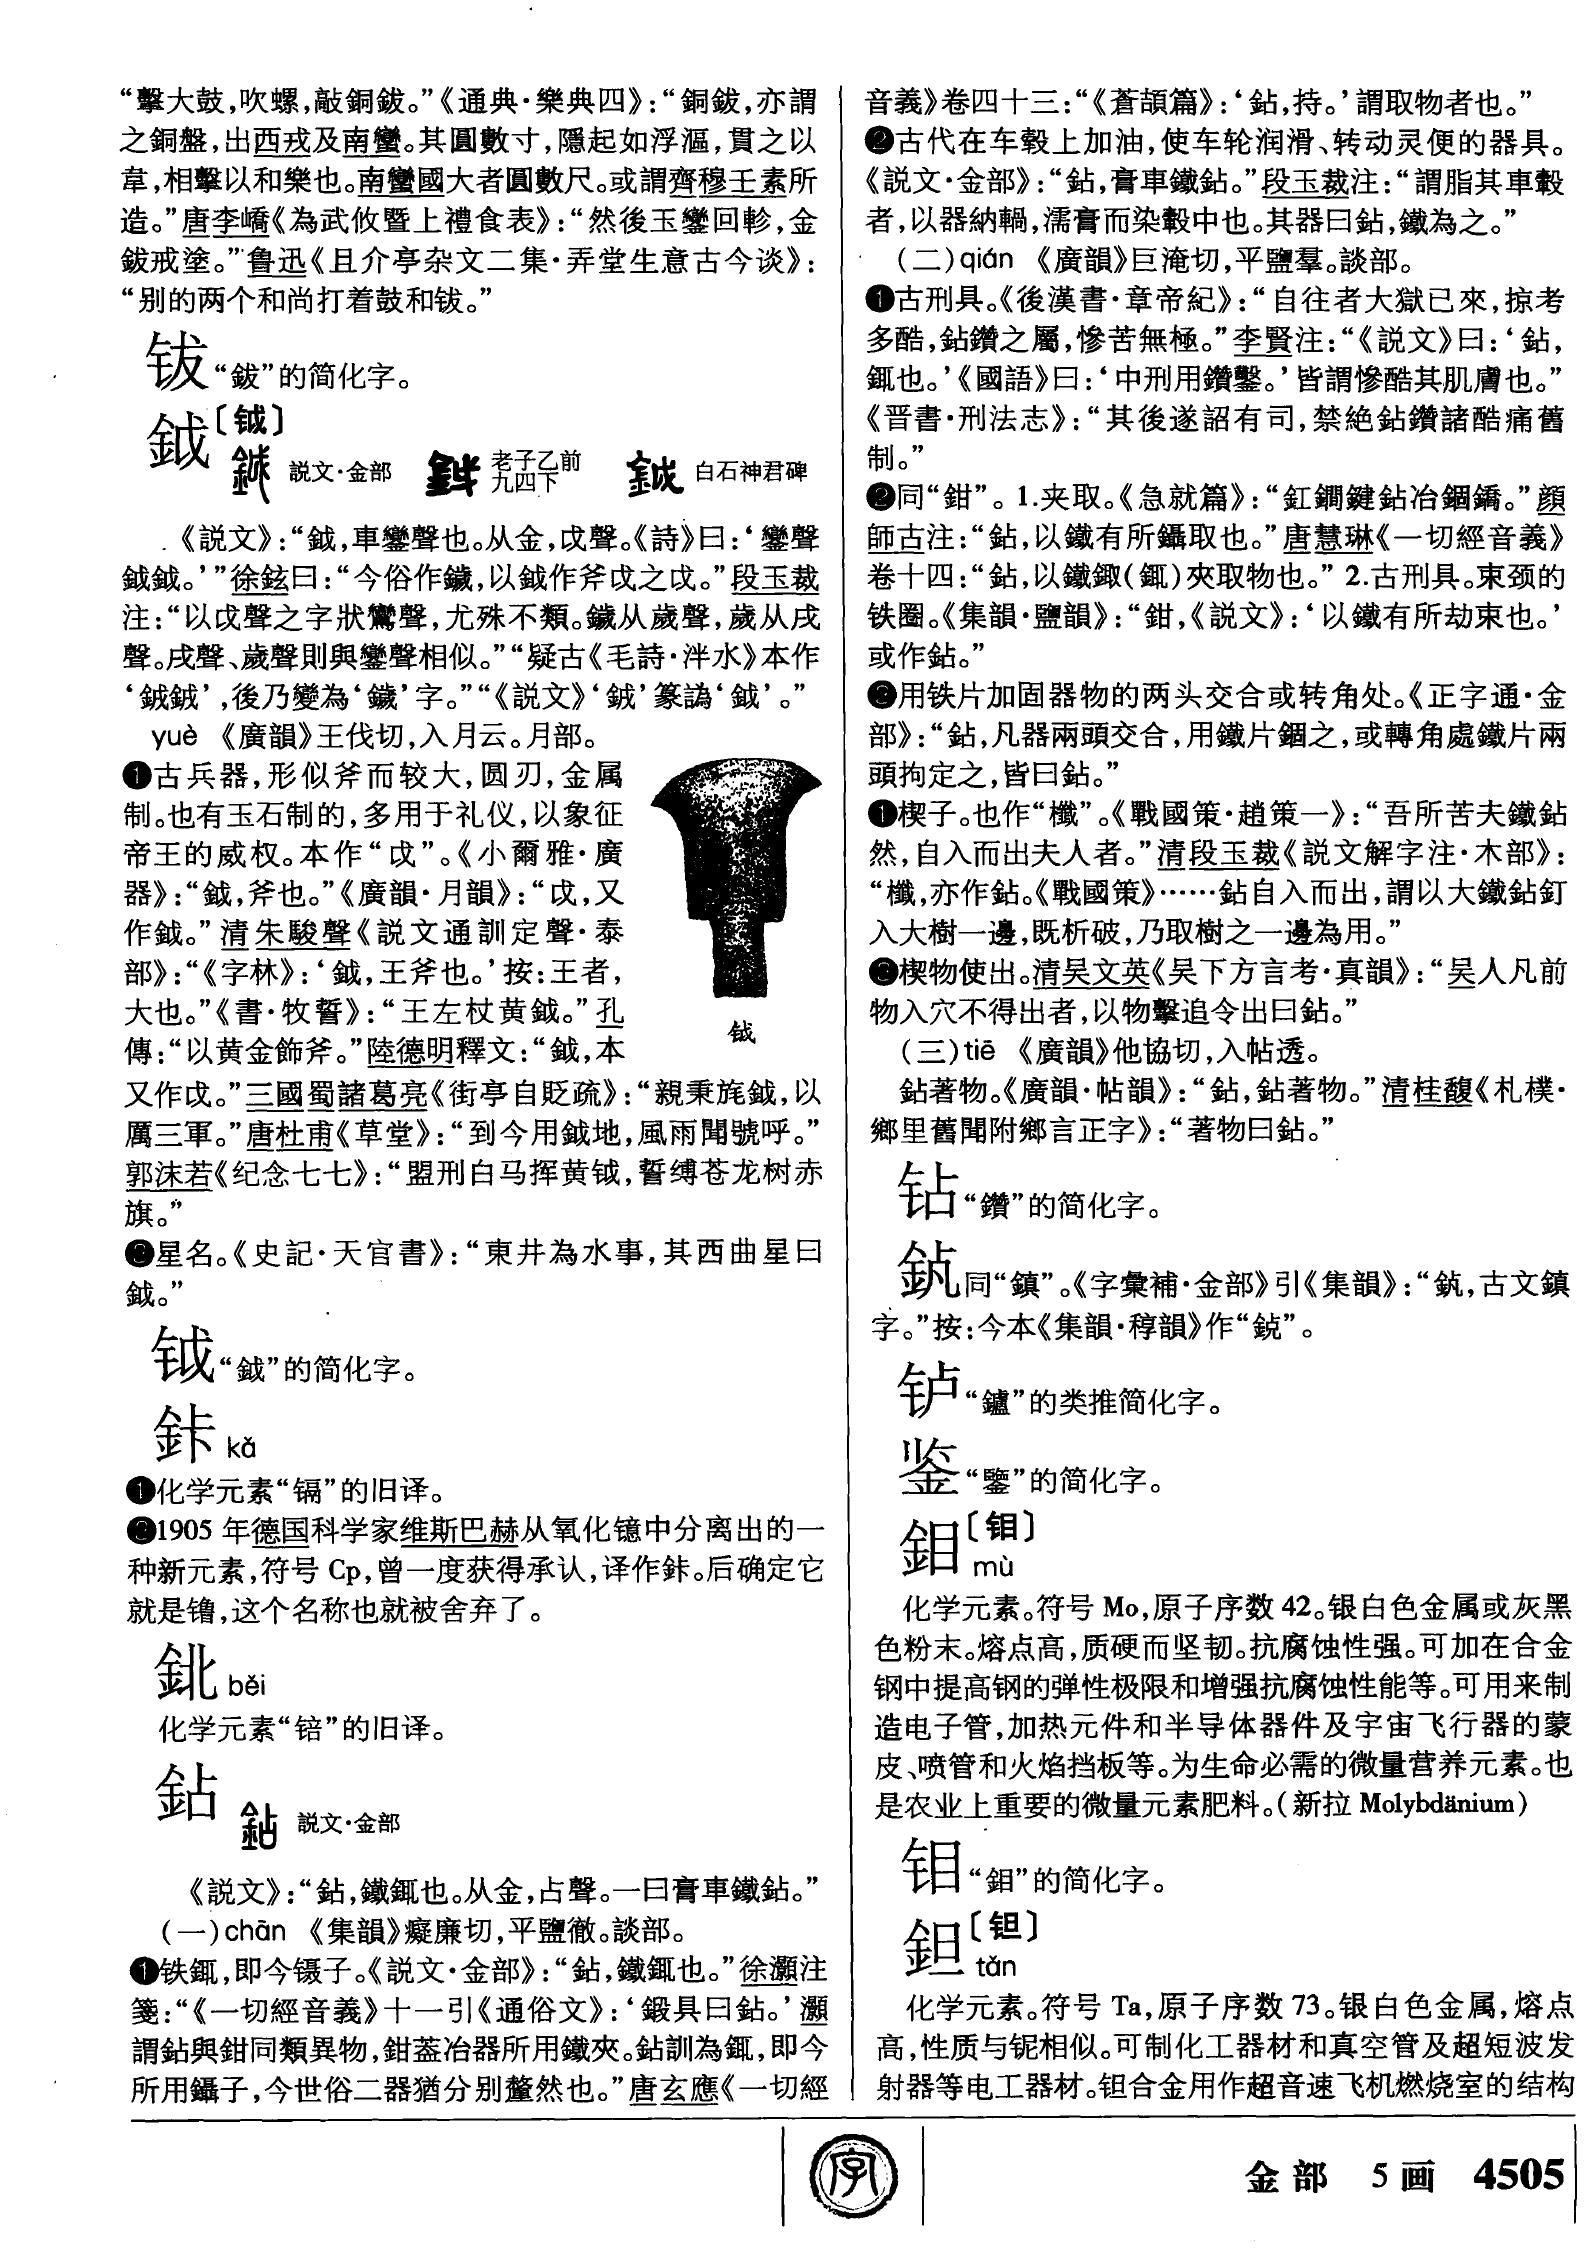 “擊大鼓,吹螺,敲銅鈸。”《通典·樂典四》:“銅鈸,亦謂
之銅盤,出西戎及南蠻。其圓數寸,隱起如浮漚,貫之以
韋,相擊以和樂也。南蠻國大者圓數尺。或謂齊穆王素所
造。”唐李嶠《為武攸暨上禮食表》:“然後玉鑾回軫,金
鈸戒塗。”鲁迅《且介亭杂文二集·弄堂生意古今谈》:
“别的两个和尚打着鼓和钹。”
钹“鈸”的简化字。
鉞〔钺〕
説文·金部 老子乙前九四下 白石神君碑
《説文》:“鉞,車鑾聲也。从金,戉聲。《詩》曰:‘鑾聲
鉞鉞。’”徐鉉曰:“今俗作鐬,以鉞作斧戉之戉。”段玉裁
注:“以戉聲之字狀鸞聲,尤殊不類。鐬从歲聲,歲从戌
聲。戌聲、歲聲則與鑾聲相似。”“疑古《毛詩·泮水》本作
‘鉞鉞’,後乃變為‘鐬’字。”“《説文》‘鉞’篆譌‘鉞’。”
yuè 《廣韻》王伐切,入月云。月部。
❶古兵器,形似斧而较大,圆刃,金属
制。也有玉石制的,多用于礼仪,以象征
帝王的威权。本作“戉”。《小爾雅·廣
器》:“鉞,斧也。”《廣韻·月韻》:“戉,又
作鉞。”清朱駿聲《説文通訓定聲·泰
部》:“《字林》:‘鉞,王斧也。’按:王者,
大也。”《書·牧誓》:“王左杖黄鉞。”孔
傳:“以黄金飾斧。”陸德明釋文:“鉞,本
又作戉。”三國蜀諸葛亮《街亭自貶疏》:“親秉旄鉞,以
厲三軍。”唐杜甫《草堂》:“到今用鉞地,風雨聞號呼。”
郭沫若《纪念七七》:“盟刑白马挥黄钺,誓缚苍龙树赤
旗。”
❷星名。《史記·天官書》:“東井為水事,其西曲星曰
鉞。”
钺
钺“鉞”的简化字。
鉲 kǎ
❶化学元素“镉”的旧译。
❷1905 年德国科学家维斯巴赫从氧化镱中分离出的一
种新元素,符号 Cp,曾一度获得承认,译作鉲。后确定它
就是镥,这个名称也就被舍弃了。
鉳 běi
化学元素“锫”的旧译。
鉆
説文·金部
《説文》:“鉆,鐵鉔也。从金,占聲。一曰膏車鐵鉆。”
(一)chān 《集韻》癡廉切,平鹽徹。談部。
❶铁鉔,即今镊子。《説文·金部》:“鉆,鐵鉔也。”徐灝注
箋:“《一切經音義》十一引《通俗文》:‘鍛具曰鉆。’灝
謂鉆與鉗同類異物,鉗葢冶器所用鐵夾。鉆訓為鉔,即今
所用鑷子,今世俗二器猶分别釐然也。”唐玄應《一切經
音義》卷四十三:“《蒼頡篇》:‘鉆,持。’謂取物者也。”
❷古代在车毂上加油,使车轮润滑、转动灵便的器具。
《説文·金部》:“鉆,膏車鐵鉆。”段玉裁注:“謂脂其車轂
者,以器納輠,濡膏而染轂中也。其器曰鉆,鐵為之。”
(二)qián 《廣韻》巨淹切,平鹽羣。談部。
❶古刑具。《後漢書·章帝紀》:“自往者大獄已來,掠考
多酷,鉆鑽之屬,慘苦無極。”李賢注:“《説文》曰:‘鉆,
鉔也。’《國語》曰:‘中刑用鑽鑿。’皆謂慘酷其肌膚也。”
《晋書·刑法志》:“其後遂詔有司,禁絶鉆鑽諸酷痛舊
制。”
❷同“鉗”。1.夹取。《急就篇》:“釭鐧鍵鉆冶錮鐈。”顔
師古注:“鉆,以鐵有所鑷取也。”唐慧琳《一切經音義》
卷十四:“鉆,以鐵鋷(鉔)夾取物也。” 2.古刑具。束颈的
铁圈。《集韻·鹽韻》:“鉗,《説文》:‘以鐵有所劫束也。’
或作鉆。”
❸用铁片加固器物的两头交合或转角处。《正字通·金
部》:“鉆,凡器兩頭交合,用鐵片錮之,或轉角處鐵片兩
頭拘定之,皆曰鉆。”
❹楔子。也作“櫼”。《戰國策·趙策一》:“吾所苦夫鐵鉆
然,自入而出夫人者。”清段玉裁《説文解字注·木部》:
“櫼,亦作鉆。《戰國策》……鉆自入而出,謂以大鐵鉆釘
入大樹一邊,既析破,乃取樹之一邊為用。”
❺楔物使出。清吴文英《吴下方言考·真韻》:“吴人凡前
物入穴不得出者,以物擊追令出曰鉆。”
(三)tiē 《廣韻》他協切,入帖透。
鉆著物。《廣韻·帖韻》:“鉆,鉆著物。”清桂馥《札樸·
鄉里舊聞附鄉言正字》:“著物曰鉆。”
钻“鑽”的简化字。
同“鎮”。《字彙補·金部》引《集韻》:“,古文鎮
字。”按:今本《集韻·稕韻》作“”。
铲“鑪”的类推简化字。
鉴“鑒”的简化字。
鉬〔钼〕
mù
化学元素。符号 Mo,原子序数 42。银白色金属或灰黑
色粉末。熔点高,质硬而坚韧。抗腐蚀性强。可加在合金
钢中提高钢的弹性极限和增强抗腐蚀性能等。可用来制
造电子管,加热元件和半导体器件及宇宙飞行器的蒙
皮、喷管和火焰挡板等。为生命必需的微量营养元素。也
是农业上重要的微量元素肥料。(新拉 Molybdänium)
钼“鉬”的简化字。
鉭〔钽〕
tǎn
化学元素。符号 Ta,原子序数 73。银白色金属,熔点
高,性质与铌相似。可制化工器材和真空管及超短波发
射器等电工器材。钽合金用作超音速飞机燃烧室的结构
字
金部 5画 4505